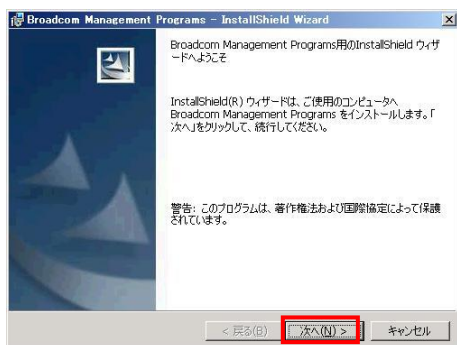 Broadcom Management Programs - InstallShield Wizard
Broadcom Management Programs用のInstallShield ウィザ
ードへようこそ
InstallShield(R) ウィザードは、ご使用のコンピュータへ
Broadcom Management Programs をインストールします。「
次へ」をクリックして、続行してください。
警告: このプログラムは、著作権法および国際協定によって保護
されています。
< 戻る(B)
次へ(N) >
キャンセル